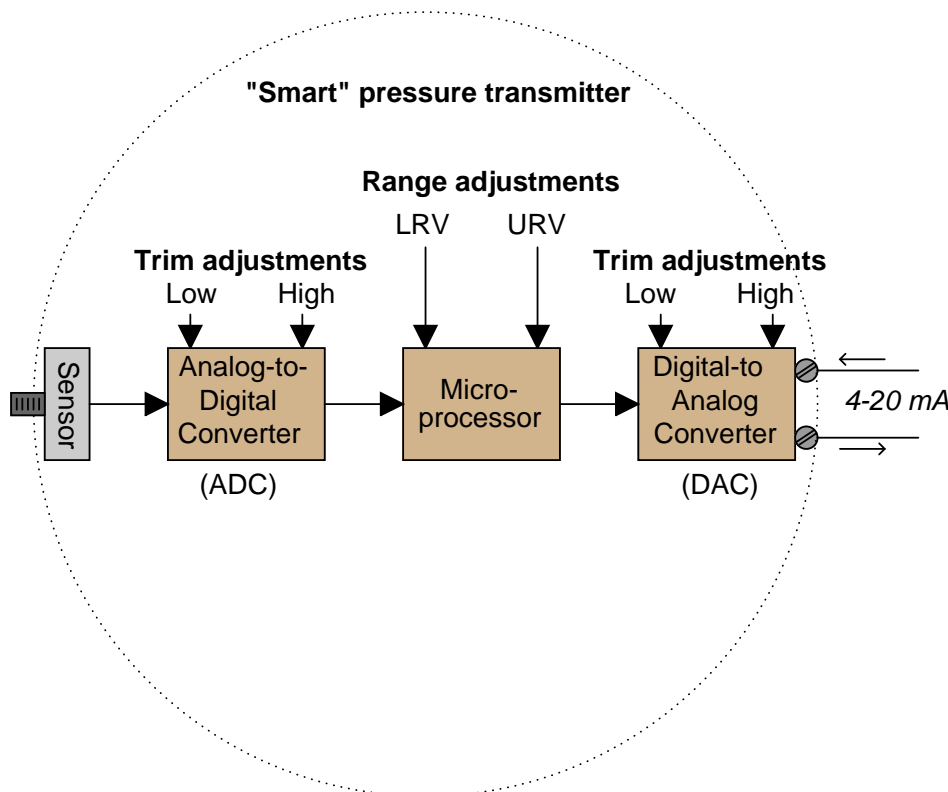 "Smart" pressure transmitter
Range adjustments
LRV URV
Trim adjustments
Low High
Trim adjustments
Low High
Sensor
Analog-to-
Digital
Converter
(ADC)
Micro-
processor
Digital-to
Analog
Converter
(DAC)
4-20 mA